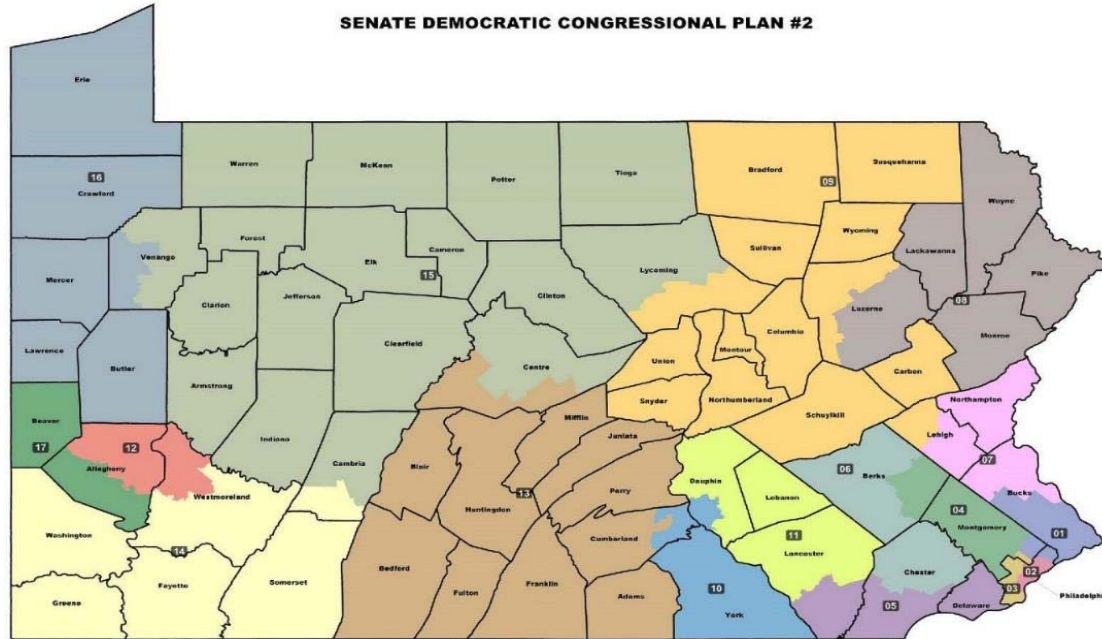 SENATE DEMOCRATIC CONGRESSIONAL PLAN #2
Erie
Warren
McKean
Potter
Tioga
Bradford
Susquehanna
16
Crawford
09
Wayne
Forest
Wyoming
Venango
Cameron
Sullivan
Lackawanna
Elk
15
Lycoming
Mercer
Pike
Clarion
Jefferson
Clinton
08
Luzerne
Columbia
Monroe
Lawrence
Clearfield
Montour
Butler
Centre
Union
Carbon
Armstrong
Northampton
Beaver
Snyder
Northumberland
Mifflin
Schuylkill
17
12
Indiana
Juniata
Lehigh
07
Allegheny
Cambria
Blair
Dauphin
06
Berks
Westmoreland
13
Bucks
Perry
Lebanon
04
Huntingdon
Montgomery
01
Washington
Cumberland
11
14
Lancaster
02
Bedford
Chester
03
Fayette
Somerset
Franklin
10
05
Greene
Fulton
Adams
York
Delaware
Philadelphi